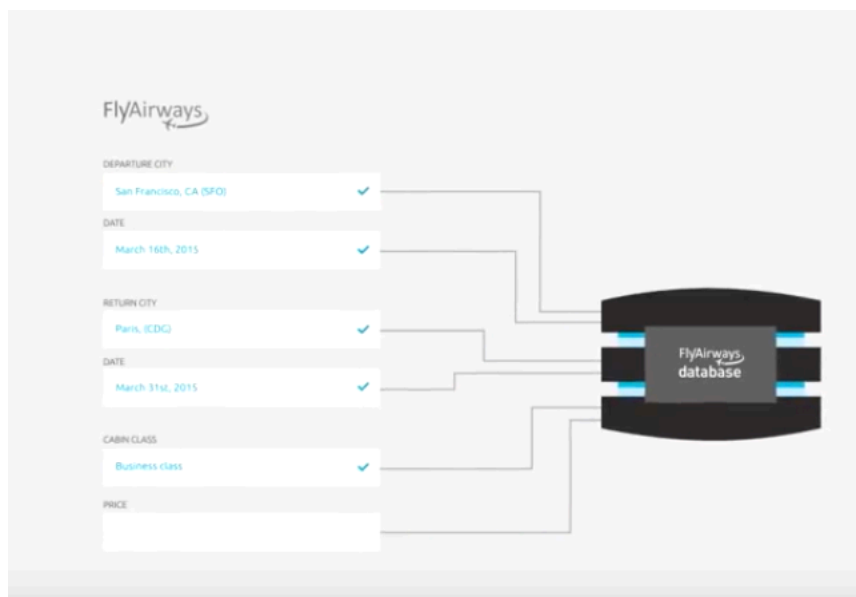 FlyAirways
DEPARTURE CITY
San Francisco, CA (SFO)
DATE
March 16th, 2015
RETURN CITY
Paris, (CDG)
DATE
March 31st, 2015
CABIN CLASS
Business class
PRICE
FlyAirways
database